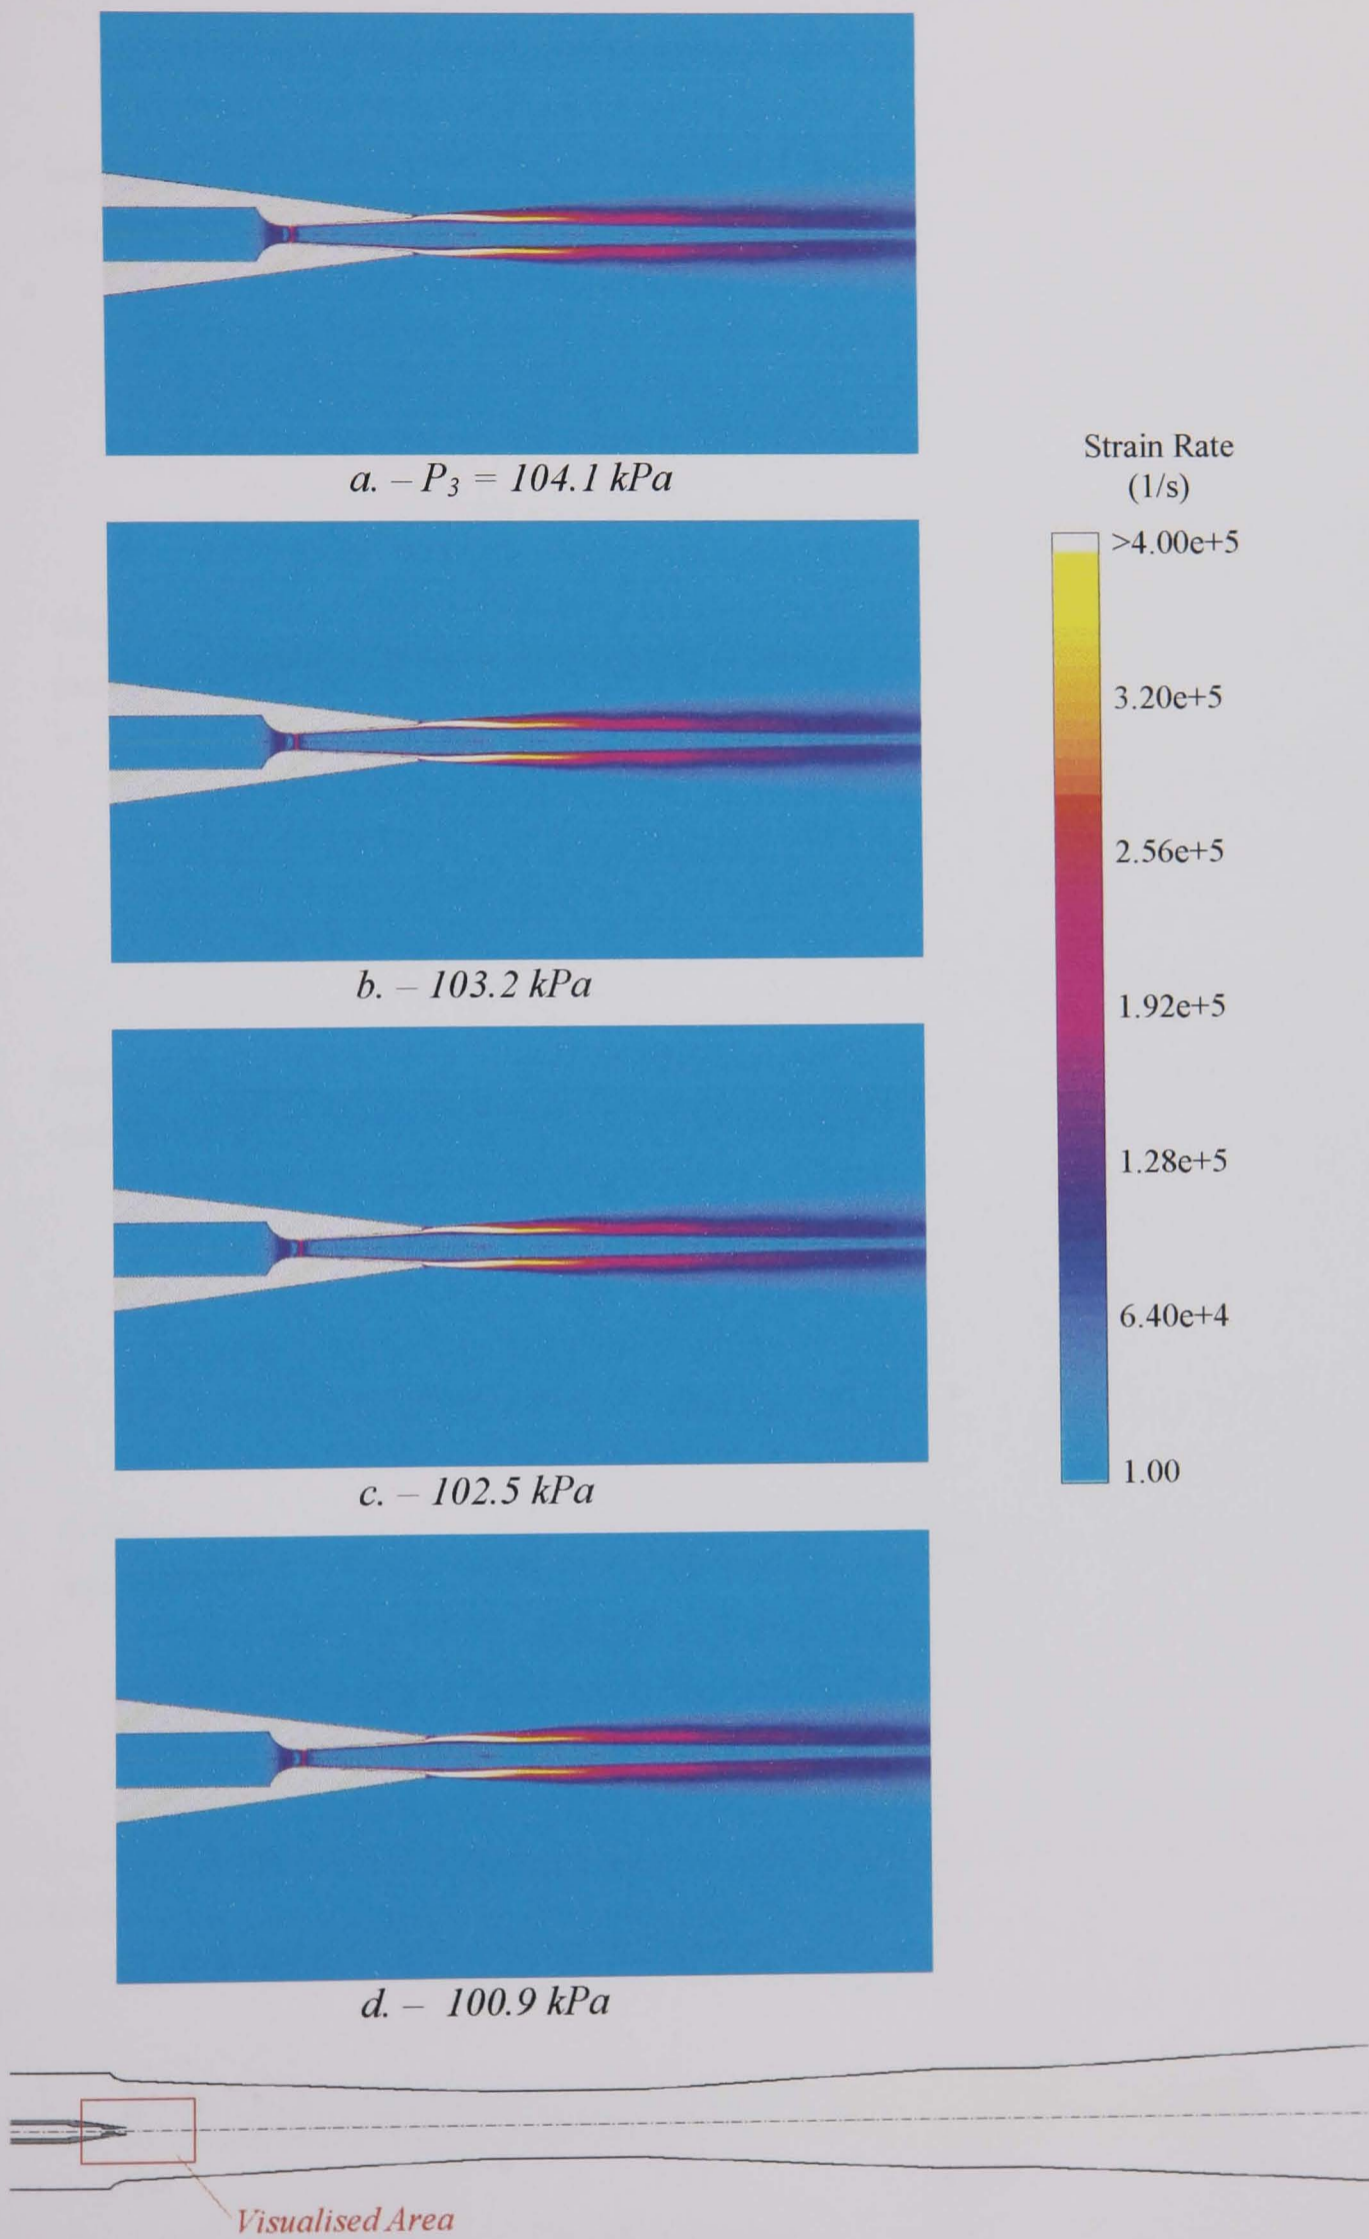 a. – P₃ = 104.1 kPa
Strain Rate
(1/s)
>4.00e+5
3.20e+5
2.56e+5
1.92e+5
1.28e+5
6.40e+4
1.00
b. – 103.2 kPa
c. – 102.5 kPa
d. – 100.9 kPa
Visualised Area